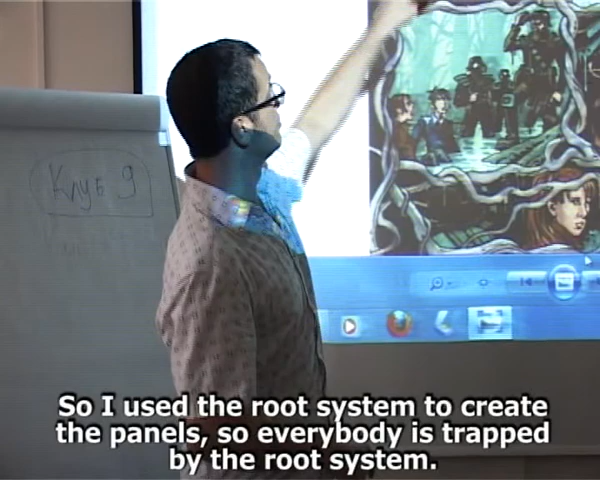 Клуб 9
So I used the root system to create
the panels, so everybody is trapped
by the root system.